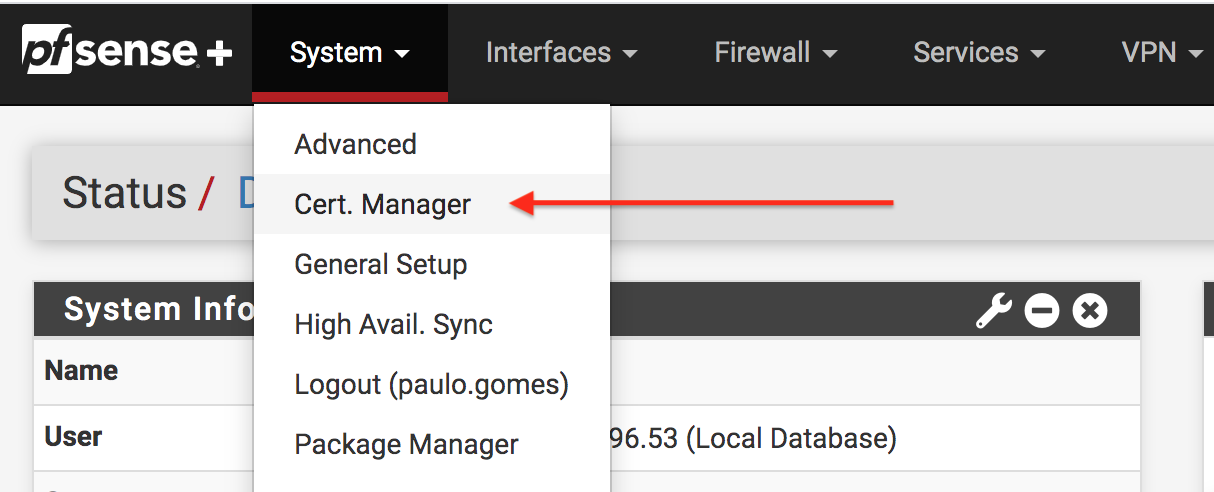 pfsense+ System Interfaces Firewall Services VPN
Advanced
Status /
Cert. Manager
General Setup
System Info
High Avail. Sync
Name
Logout (paulo.gomes)
User 96.53 (Local Database)
Package Manager